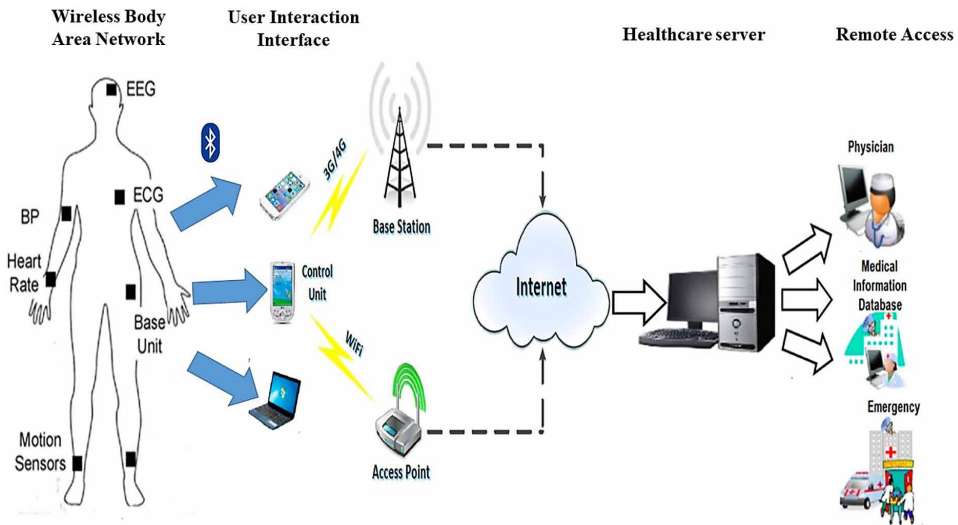 Wireless Body
Area Network
User Interaction
Interface
Healthcare server
Remote Access
EEG
ECG
BP
Heart
Rate
Base
Unit
Motion
Sensors
3G/4G
Base Station
Control
Unit
WiFi
Access Point
Internet
Physician
Medical
Information
Database
Emergency